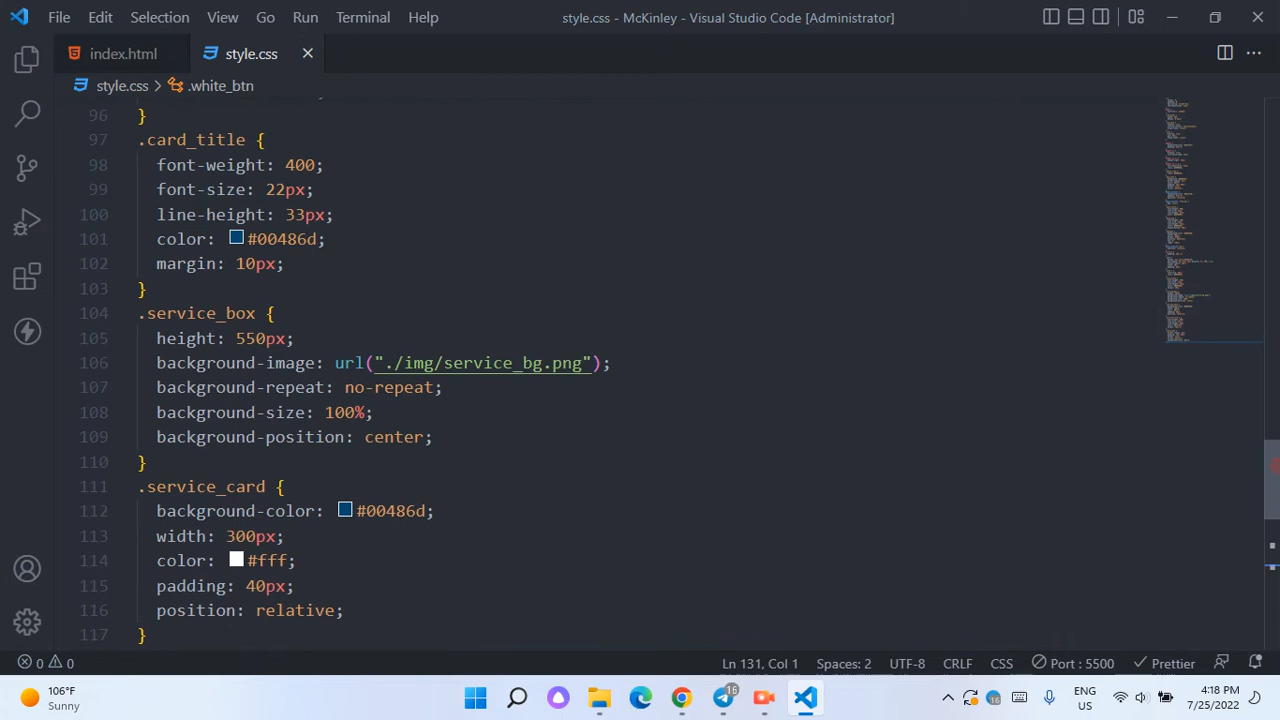 File Edit Selection View Go Run Terminal Help style.css - McKinley - Visual Studio Code [Administrator]
index.html style.css
style.css > .white_btn
96 }
97 .card_title {
98 font-weight: 400;
99 font-size: 22px;
100 line-height: 33px;
101 color: #00486d;
102 margin: 10px;
103 }
104 .service_box {
105 height: 550px;
106 background-image: url("./img/service_bg.png");
107 background-repeat: no-repeat;
108 background-size: 100%;
109 background-position: center;
110 }
111 .service_card {
112 background-color: #00486d;
113 width: 300px;
114 color: #fff;
115 padding: 40px;
116 position: relative;
117 }
0 0 Ln 131, Col 1 Spaces: 2 UTF-8 CRLF CSS Port : 5500 Prettier
106°F
Sunny
16
16
ENG
US
4:18 PM
7/25/2022